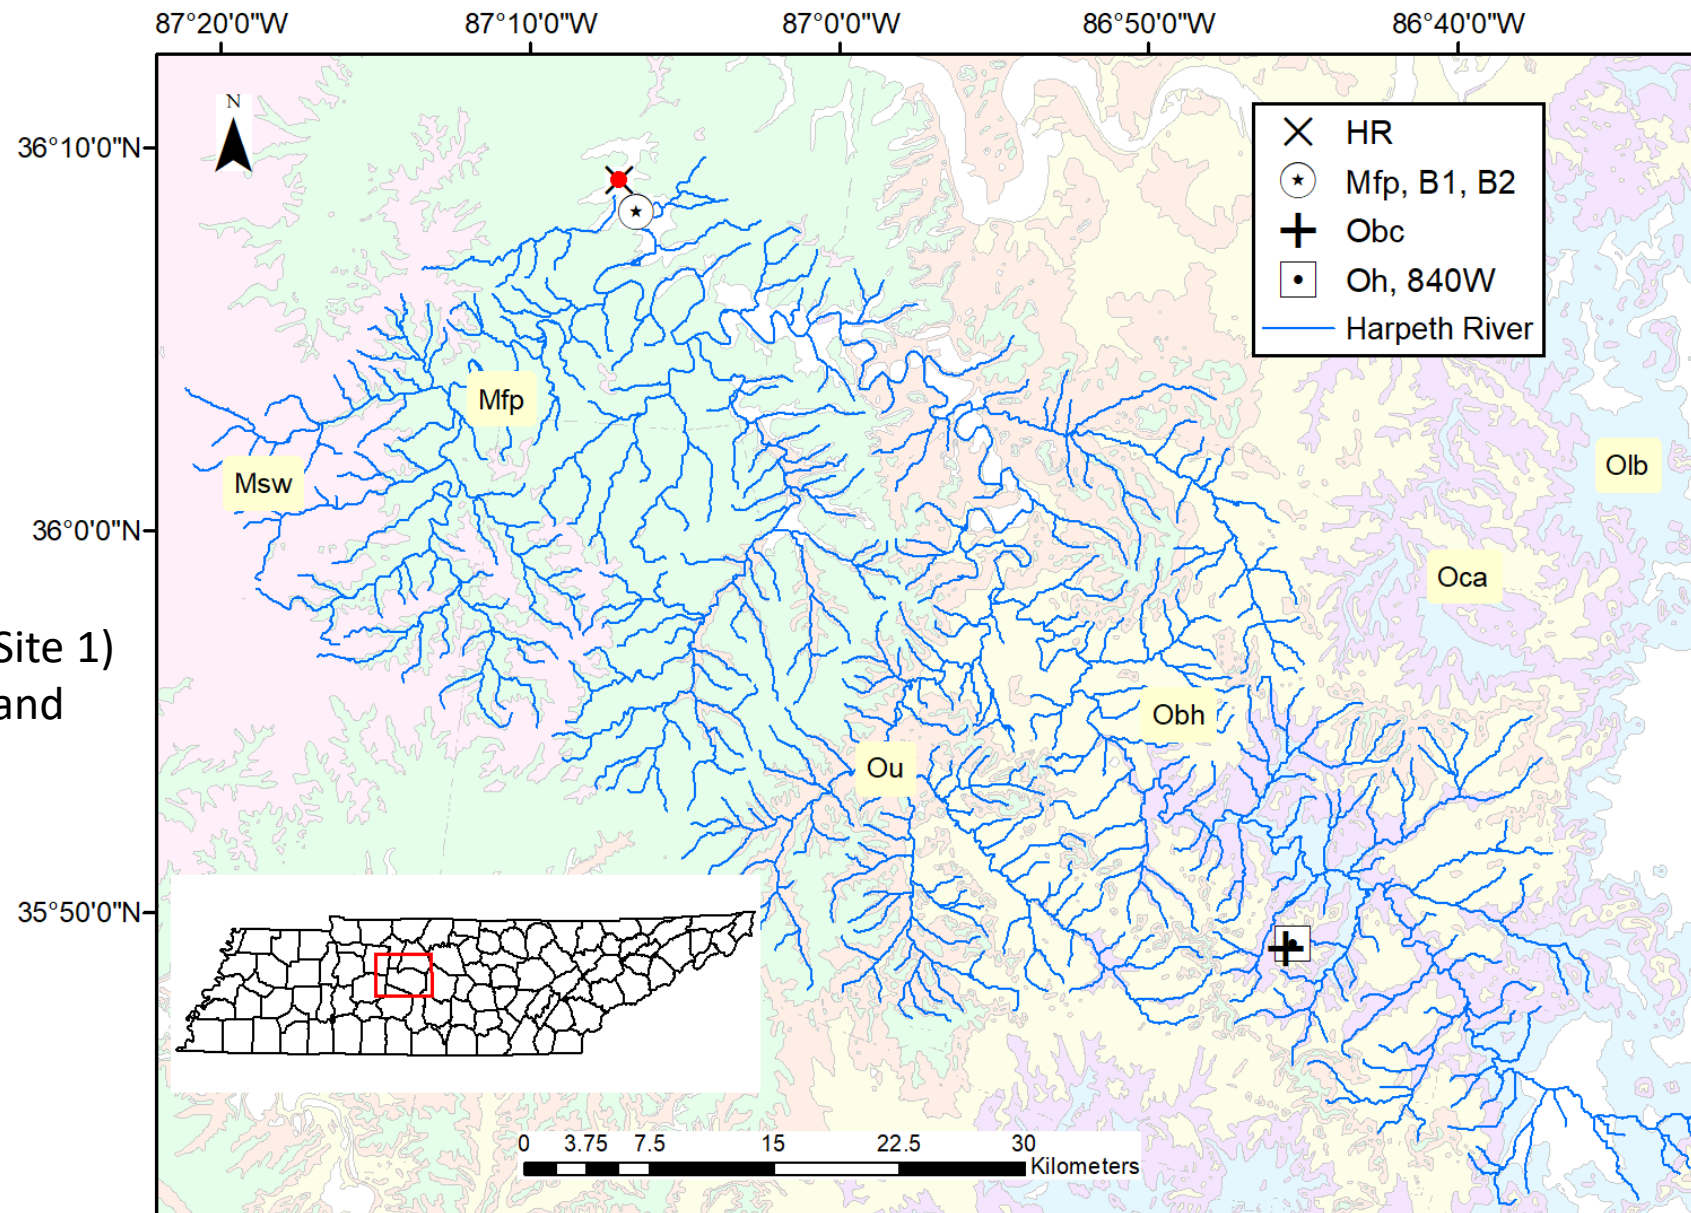 87°20'0"W 87°10'0"W 87°0'0"W 86°50'0"W 86°40'0"W
N
36°10'0"N
36°0'0"N
35°50'0"N
HR
Mfp, B1, B2
Obc
Oh, 840W
Harpeth River
Mfp
Msw
Olb
Oca
Site 1)
and
Obh
Ou
0 3.75 7.5 15 22.5 30
Kilometers